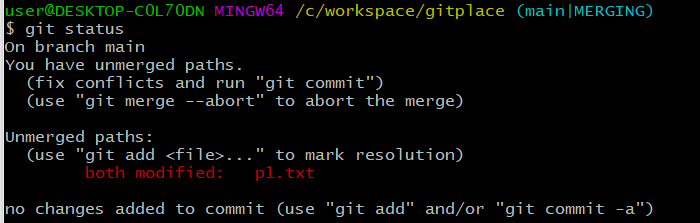 user@DESKTOP-C0L70DN MINGW64 /c/workspace/gitplace (main|MERGING)
$ git status
On branch main
You have unmerged paths.
  (fix conflicts and run "git commit")
  (use "git merge --abort" to abort the merge)

Unmerged paths:
  (use "git add <file>..." to mark resolution)
        both modified:   p1.txt

no changes added to commit (use "git add" and/or "git commit -a")